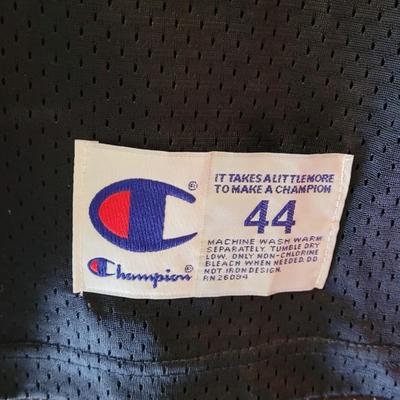 IT TAKES A LITTLE MORE
TO MAKE A CHAMPION
44
MACHINE WASH WARM
SEPARATELY. TUMBLE DRY
LOW. ONLY NON-CHLORINE
BLEACH WHEN NEEDED. DO
NOT IRON DESIGN.
RN 26094
®
Champion®